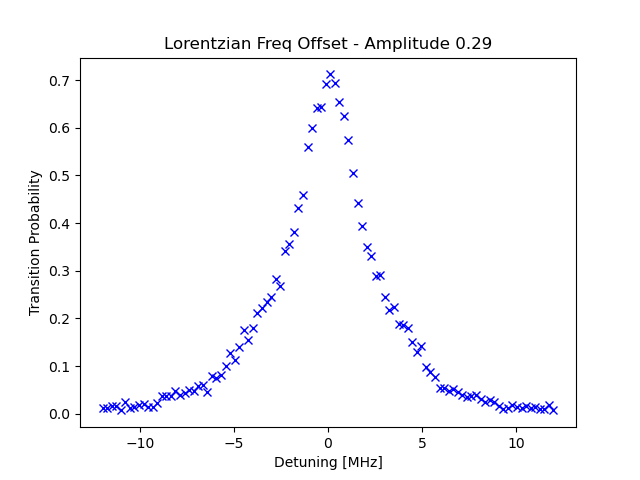 Lorentzian Freq Offset - Amplitude 0.29
Transition Probability
0.7
0.6
0.5
0.4
0.3
0.2
0.1
0.0
−10 −5 0 5 10
Detuning [MHz]